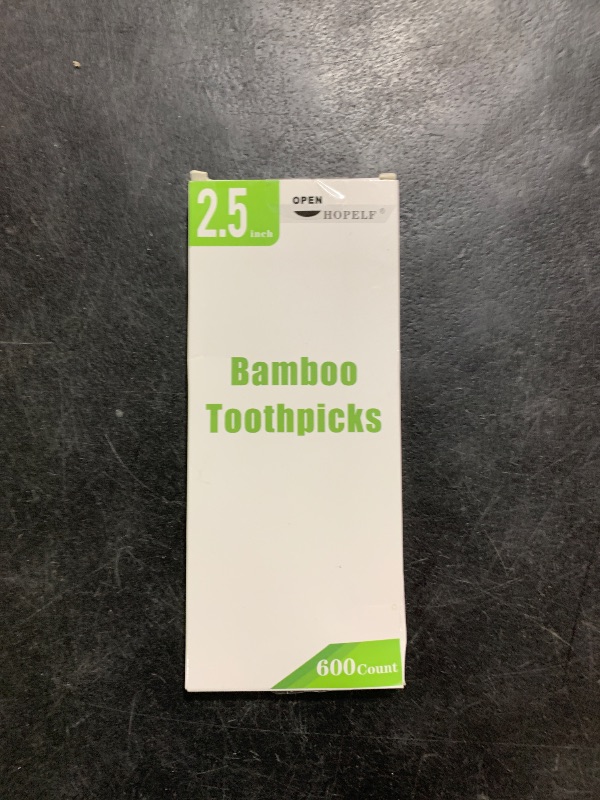 2.5 inch
OPEN
HOPELF®
Bamboo
Toothpicks
600 Count